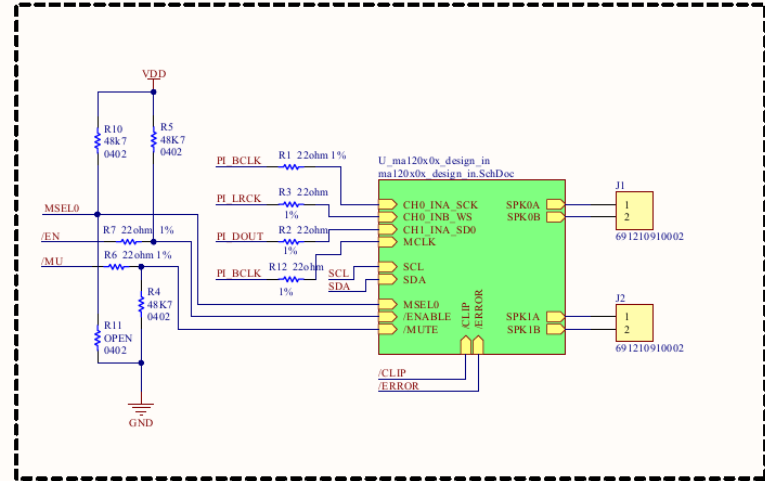 VDD
R10
48k7
0402
R5
48K7
0402
PI_BCLK
R1 22ohm 1%
U_ma120x0x_design_in
ma120x0x_design_in.SchDoc
PI_LRCK
R3 22ohm
1%
CH0_INA_SCK
SPK0A
J1
1
MSEL0
CH0_INB_WS
SPK0B
2
R7 22ohm 1%
PI_DOUT
R2 22ohm
1%
CH1_INA_SD0
691210910002
/EN
MCLK
/MU
R6 22ohm 1%
PI_BCLK
R12 22ohm
1%
SCL
SCL
SDA
SDA
R4
48K7
0402
MSEL0
J2
R11
OPEN
0402
/ENABLE
SPK1A
1
/MUTE
SPK1B
2
/CLIP
/ERROR
691210910002
/CLIP
/ERROR
GND